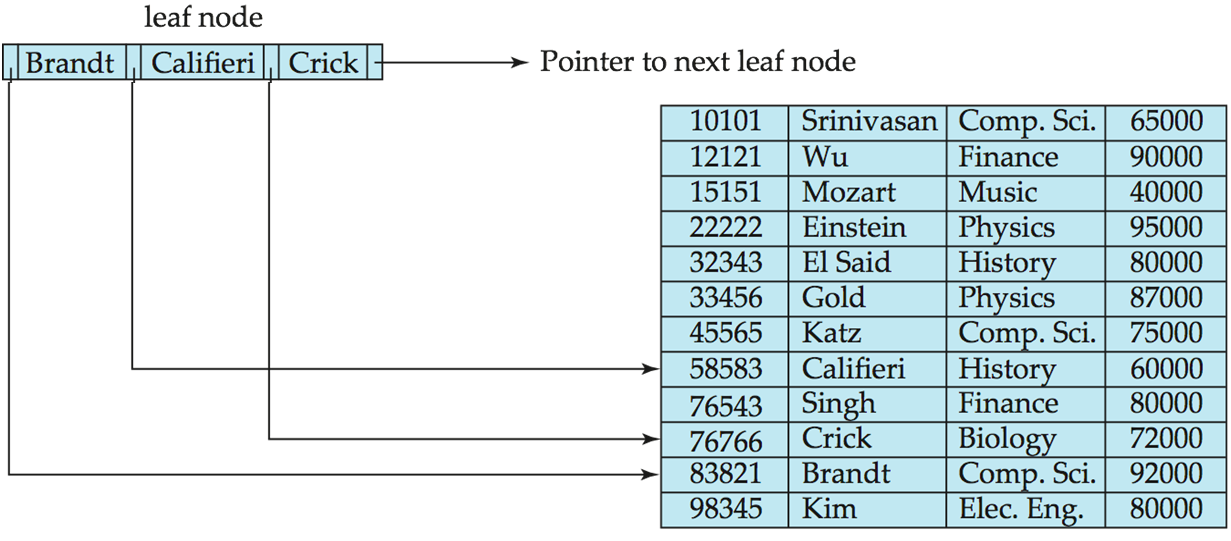 leaf node
Brandt Califieri Crick Pointer to next leaf node
10101 Srinivasan Comp. Sci. 65000
12121 Wu Finance 90000
15151 Mozart Music 40000
22222 Einstein Physics 95000
32343 El Said History 80000
33456 Gold Physics 87000
45565 Katz Comp. Sci. 75000
58583 Califieri History 60000
76543 Singh Finance 80000
76766 Crick Biology 72000
83821 Brandt Comp. Sci. 92000
98345 Kim Elec. Eng. 80000